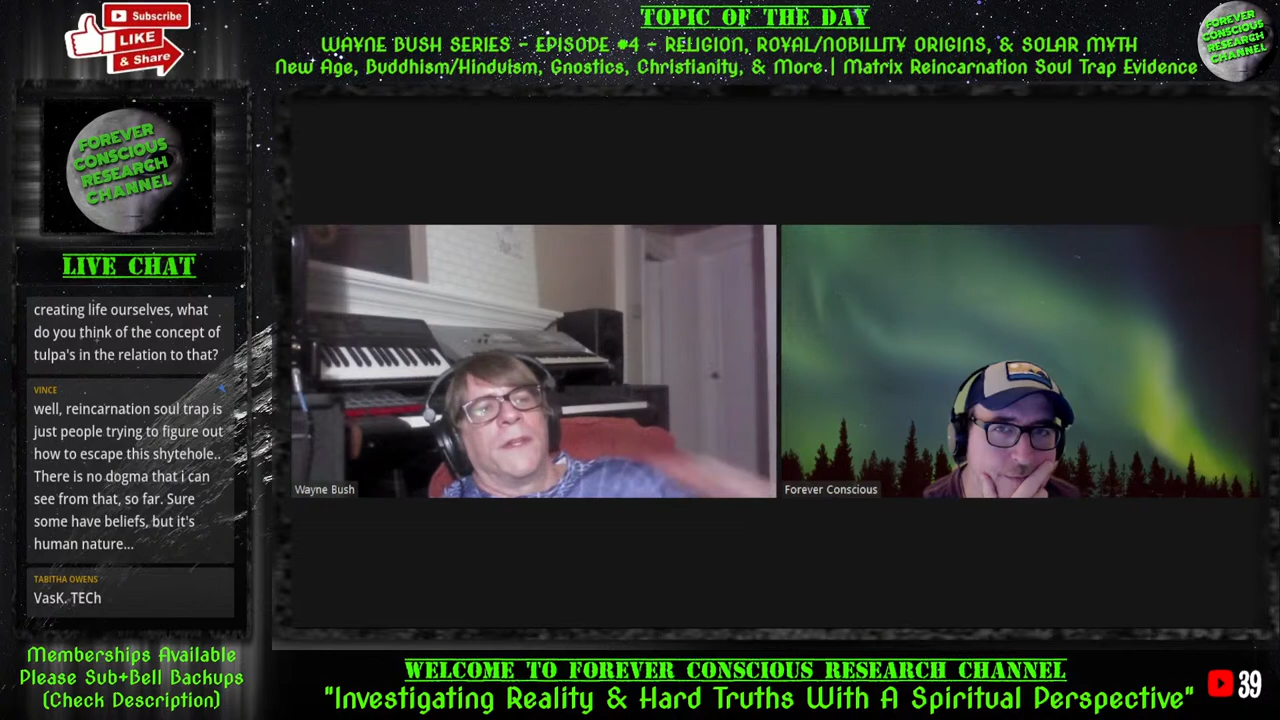 Subscribe
LIKE
& Share
TOPIC OF THE DAY
WAYNE BUSH SERIES - EPISODE #4 - RELIGION, ROYAL/NOBILLITY ORIGINS, & SOLAR MYTH
New Age, Buddhism/Hinduism, Gnostics, Christianity, & More | Matrix Reincarnation Soul Trap Evidence
FOREVER
CONSCIOUS
RESEARCH
CHANNEL
FOREVER
CONSCIOUS
RESEARCH
CHANNEL
LIVE CHAT
creating life ourselves, what
do you think of the concept of
tulpa's in the relation to that?
VINCE
well, reincarnation soul trap is
just people trying to figure out
how to escape this shytehole..
There is no dogma that i can
see from that, so far. Sure
some have beliefs, but it's
human nature...
TABITHA OWENS
VasK. TECh
Wayne Bush
Forever Conscious
Memberships Available
Please Sub+Bell Backups
(Check Description)
WELCOME TO FOREVER CONSCIOUS RESEARCH CHANNEL
"Investigating Reality & Hard Truths With A Spiritual Perspective"
39